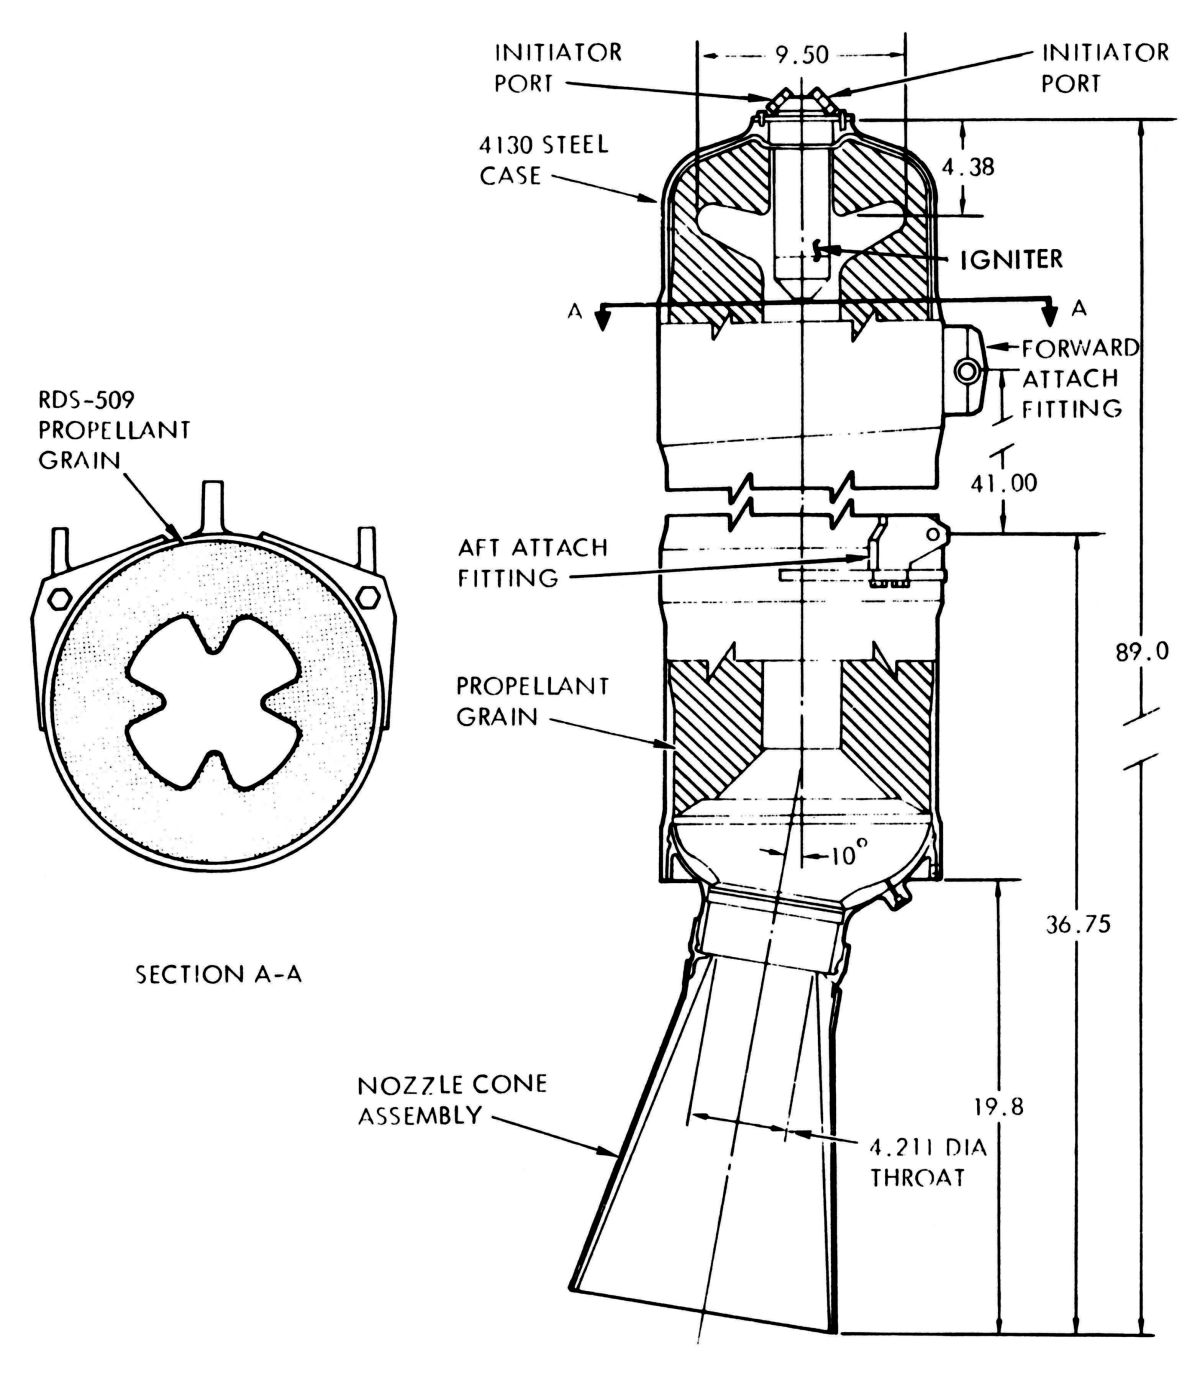 INITIATOR
PORT
9.50
INITIATOR
PORT
4130 STEEL
CASE
4.38
IGNITER
A
A
FORWARD
ATTACH
FITTING
RDS-509
PROPELLANT
GRAIN
41.00
AFT ATTACH
FITTING
89.0
PROPELLANT
GRAIN
10°
36.75
SECTION A-A
NOZZLE CONE
ASSEMBLY
19.8
4.211 DIA
THROAT